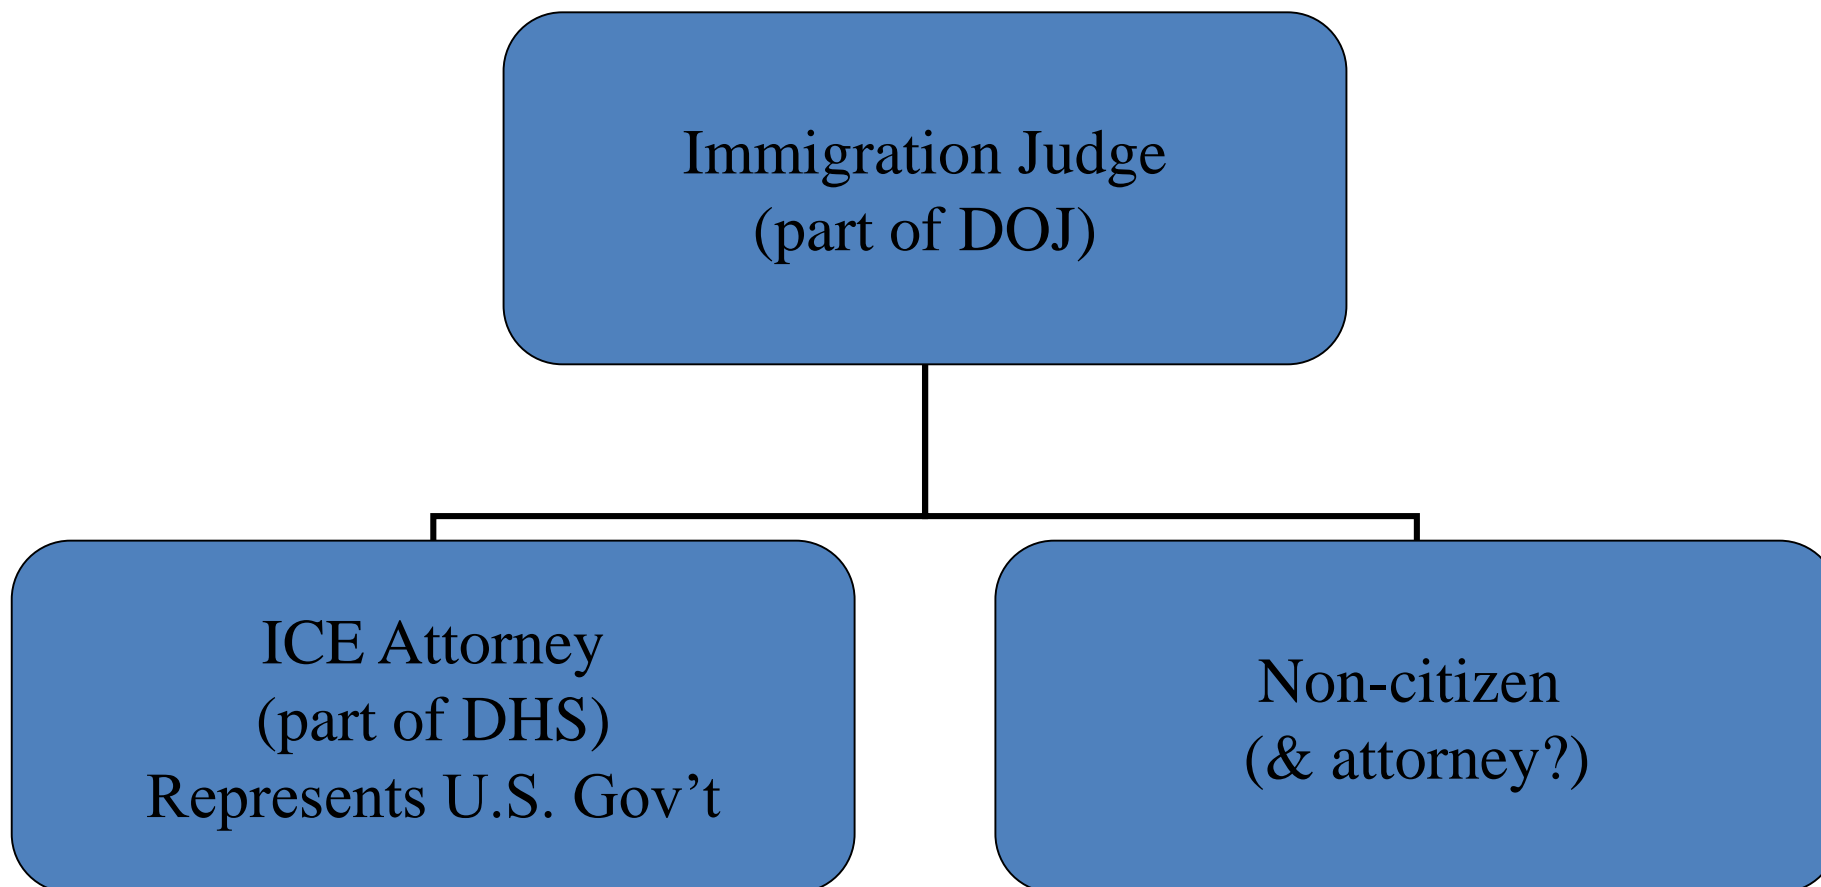 Immigration Judge
(part of DOJ)
ICE Attorney
(part of DHS)
Represents U.S. Gov’t
Non-citizen
(& attorney?)